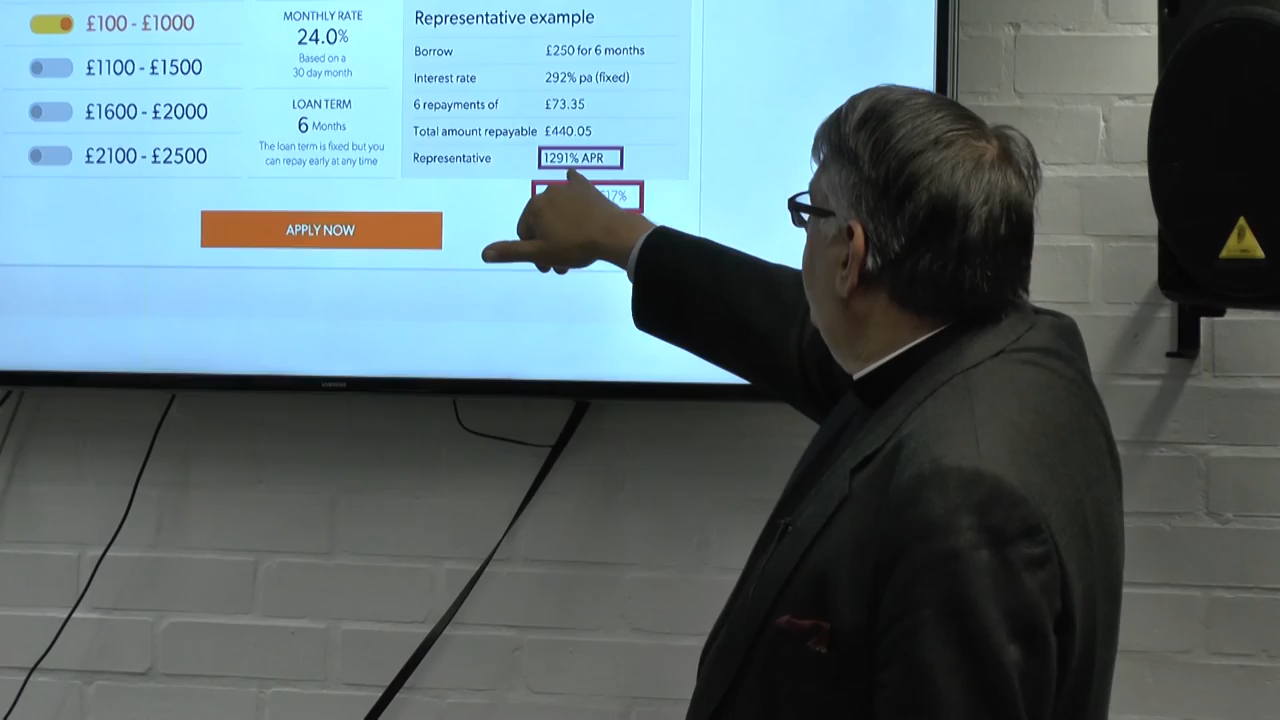 £100 - £1000
£1100 - £1500
£1600 - £2000
£2100 - £2500
MONTHLY RATE
24.0%
Based on a
30 day month
LOAN TERM
6 Months
The loan term is fixed but you
can repay early at any time
Representative example
Borrow £250 for 6 months
Interest rate 292% pa (fixed)
6 repayments of £73.35
Total amount repayable £440.05
Representative 1291% APR
17%
APPLY NOW
SAMSUNG